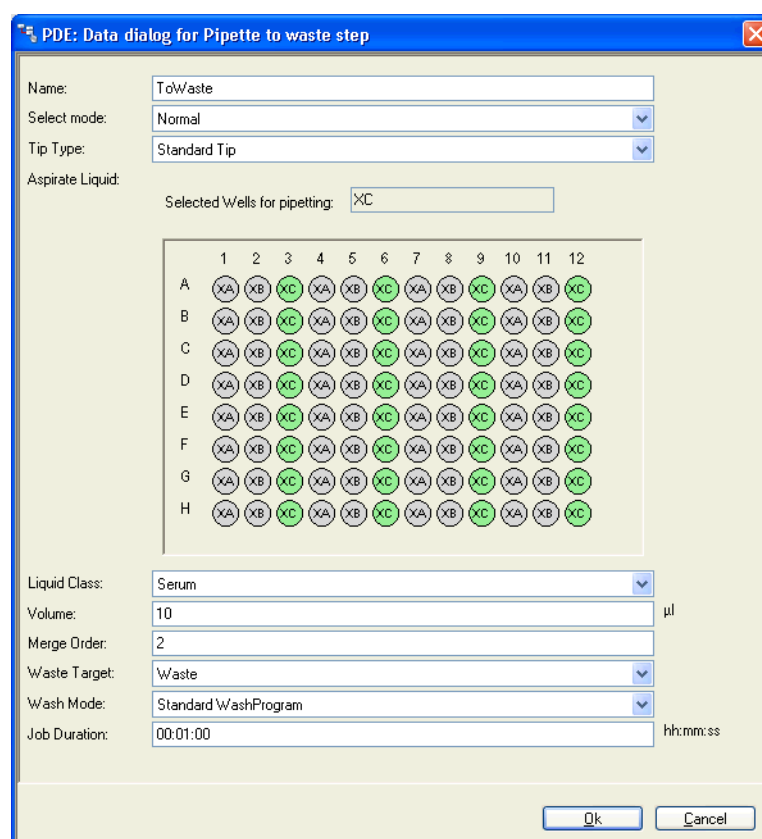 PDE: Data dialog for Pipette to waste step
Name: ToWaste
Select mode: Normal
Tip Type: Standard Tip
Aspirate Liquid:
Selected Wells for pipetting: XC
1 2 3 4 5 6 7 8 9 10 11 12
A XA XB XC XA XB XC XA XB XC XA XB XC
B XA XB XC XA XB XC XA XB XC XA XB XC
C XA XB XC XA XB XC XA XB XC XA XB XC
D XA XB XC XA XB XC XA XB XC XA XB XC
E XA XB XC XA XB XC XA XB XC XA XB XC
F XA XB XC XA XB XC XA XB XC XA XB XC
G XA XB XC XA XB XC XA XB XC XA XB XC
H XA XB XC XA XB XC XA XB XC XA XB XC
Liquid Class: Serum
Volume: 10 µl
Merge Order: 2
Waste Target: Waste
Wash Mode: Standard WashProgram
Job Duration: 00:01:00 hh:mm:ss
Ok Cancel